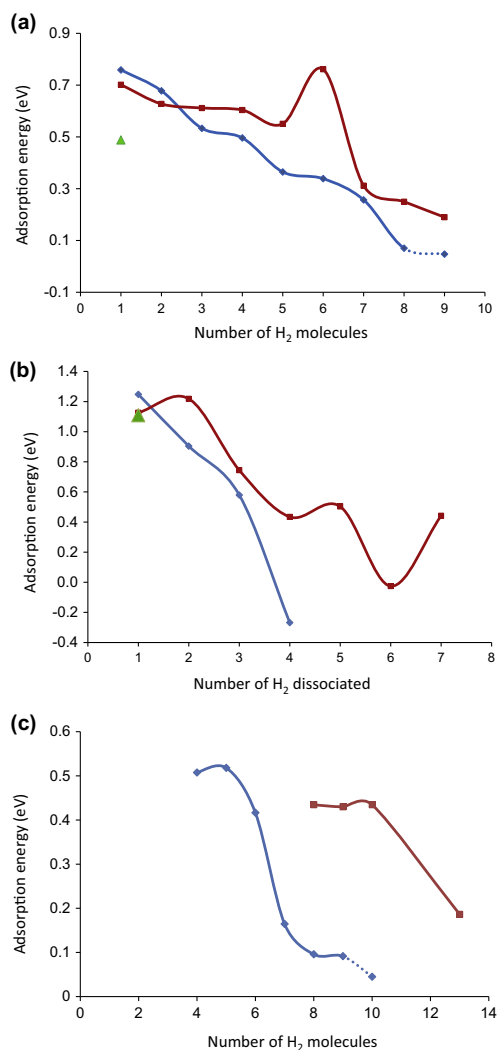 (a)
Adsorption energy (eV)
0.9
0.7
0.5
0.3
0.1
-0.1
0 1 2 3 4 5 6 7 8 9 10
Number of H₂ molecules
(b)
Adsorption energy (eV)
1.4
1.2
1.0
0.8
0.6
0.4
0.2
0.0
-0.2
-0.4
0 1 2 3 4 5 6 7 8
Number of H₂ dissociated
(c)
Adsorption energy (eV)
0.6
0.5
0.4
0.3
0.2
0.1
0
0 2 4 6 8 10 12 14
Number of H₂ molecules